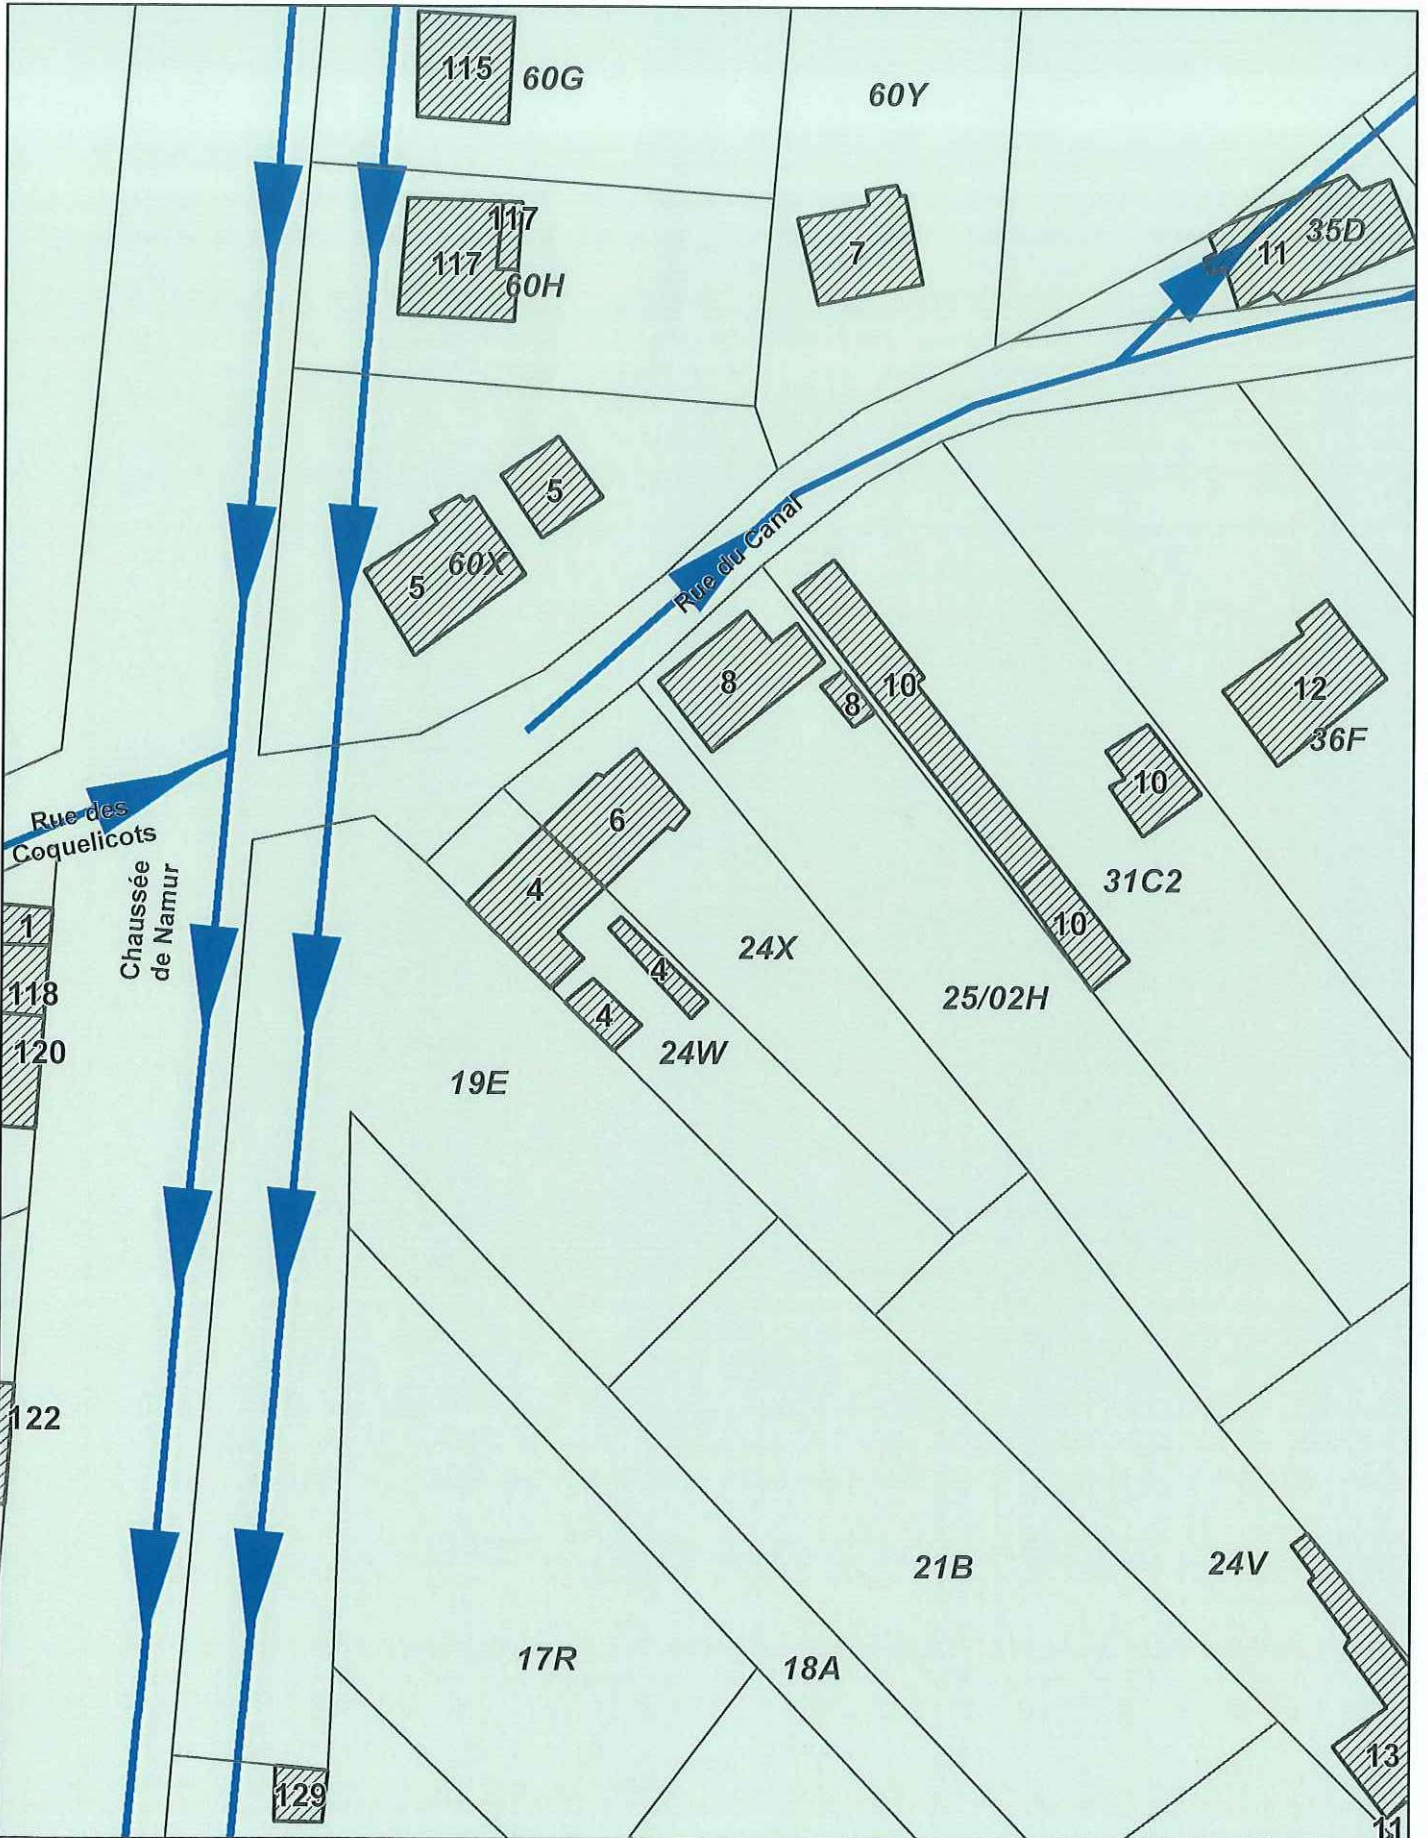 115
60G
60Y
117
117
60H
7
35D
11
5
5
60X
Rue du Canal
8
8
10
12
36F
10
Rue des
Coquelicots
6
4
31C2
10
Chaussée
de Namur
1
118
120
4
4
24X
25/02H
24W
19E
122
21B
24V
17R
18A
13
129
11